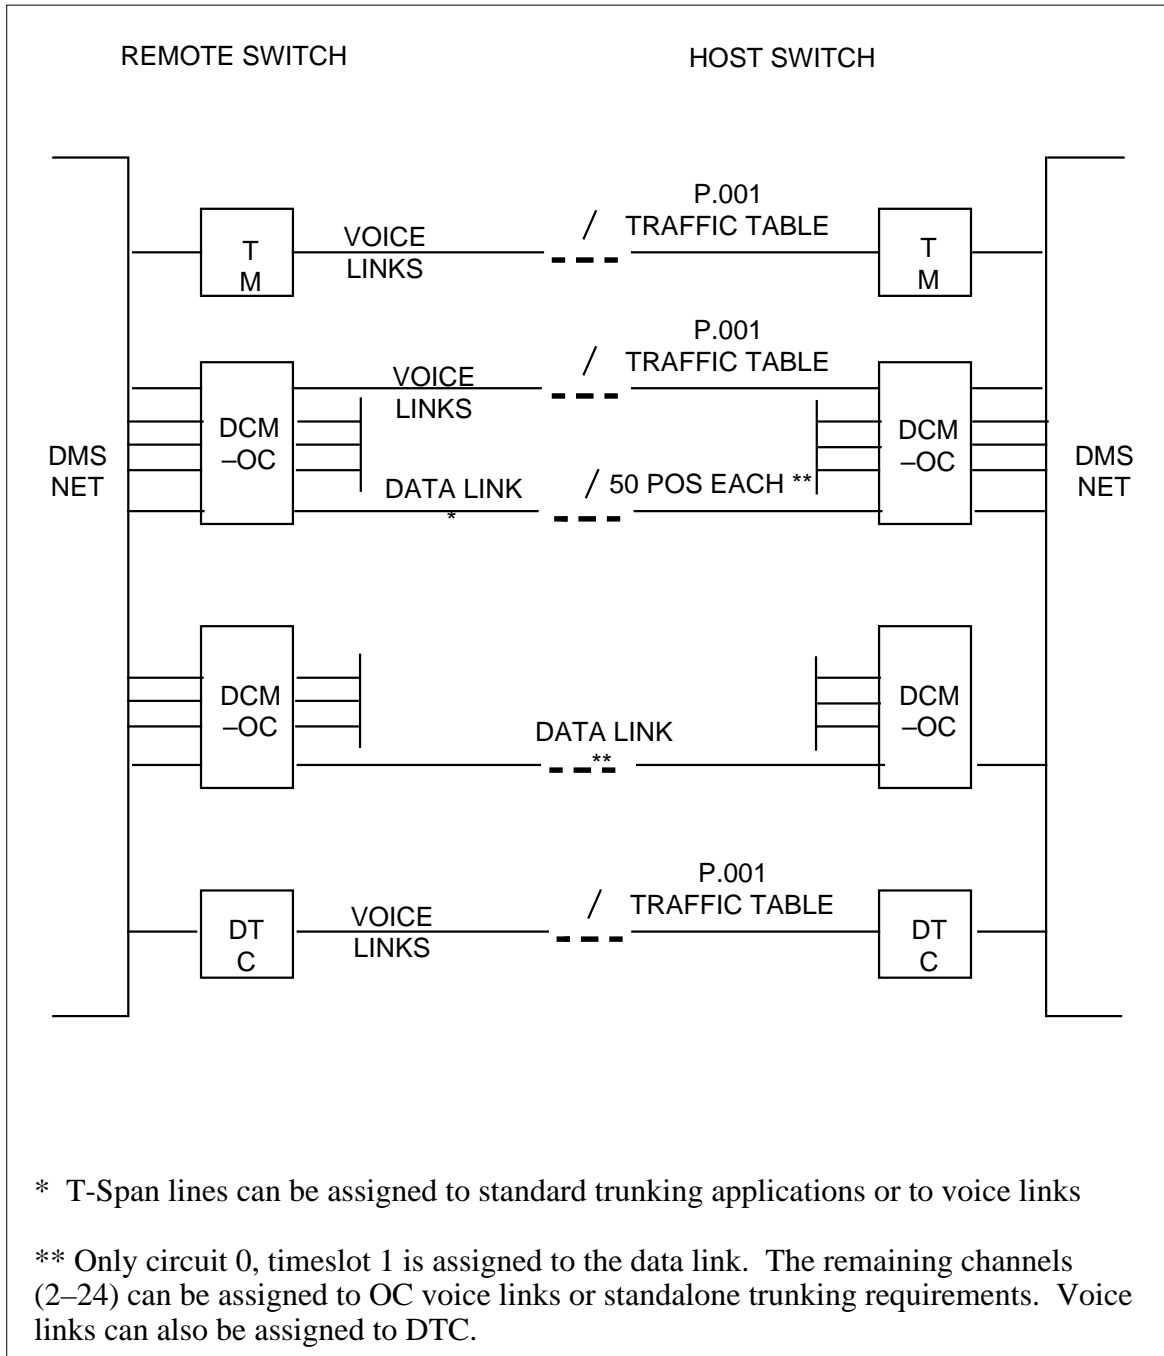 REMOTE SWITCH
HOST SWITCH
P.001
TRAFFIC TABLE
T
M
VOICE
LINKS
T
M
P.001
TRAFFIC TABLE
VOICE
LINKS
DCM
–OC
DCM
–OC
DMS
NET
DMS
NET
DATA LINK
*
50 POS EACH **
DCM
–OC
DCM
–OC
DATA LINK
**
P.001
TRAFFIC TABLE
VOICE
LINKS
DT
C
DT
C
* T-Span lines can be assigned to standard trunking applications or to voice links
** Only circuit 0, timeslot 1 is assigned to the data link. The remaining channels
(2–24) can be assigned to OC voice links or standalone trunking requirements. Voice
links can also be assigned to DTC.